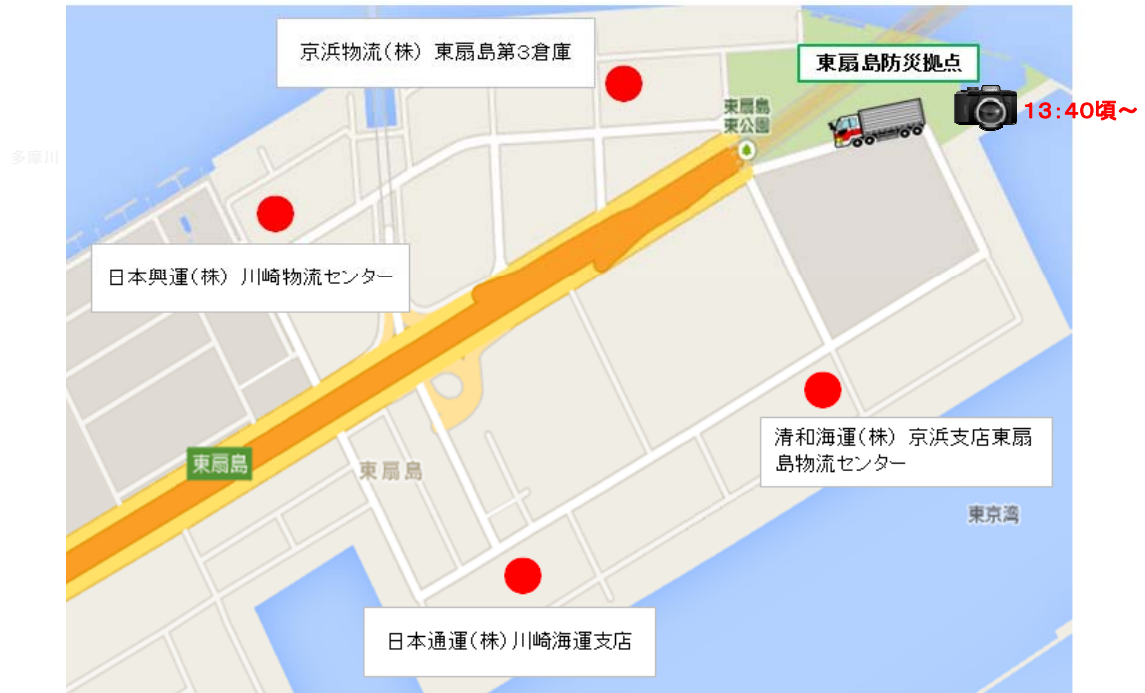 京浜物流(株) 東扇島第3倉庫
東扇島防災拠点
13:40頃～
東扇島
東公園
多摩川
日本興運(株) 川崎物流センター
清和海運(株) 京浜支店東扇
島物流センター
東扇島
東扇島
東京湾
日本通運(株)川崎海運支店